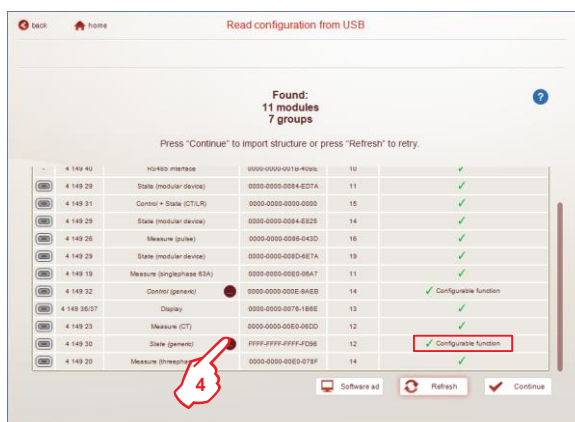 back home Read configuration from USB
Found:
11 modules
7 groups
?
Press "Continue" to import structure or press "Refresh" to retry.
4 149 40 RS485 interface 0000-0000-001B-40BE 10
4 149 29 State (modular device) 0000-0000-0084-ED7A 11
4 149 31 Control + State (CT/LR) 0000-0000-0000-0000 15
4 149 29 State (modular device) 0000-0000-0084-E825 14
4 149 26 Measure (pulse) 0000-0000-0086-043D 16
4 149 29 State (modular device) 0000-0000-008D-6E7A 19
4 149 19 Measure (singlephase 63A) 0000-0000-00E0-06A7 11
4 149 32 Control (generic) 0000-0000-000E-9AEB 14 Configurable function
4 149 36/37 Display 0000-0000-0076-1B6E 13
4 149 23 Measure (CT) 0000-0000-00E0-06DD 12
4 149 30 State (generic) FFFF-FFFF-FFFF-FD96 12 Configurable function
4 149 20 Measure 0000-0000-00E0-078F 14
4
Software ad Refresh Continue